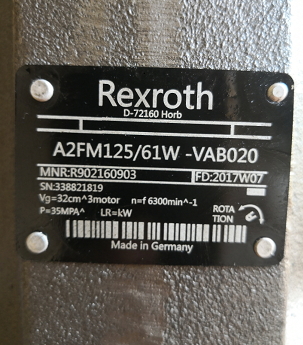 Rexroth
D-72160 Horb
A2FM125/61W -VAB020
MNR:R902160903 FD:2017W07
SN:338821819
Vg=32cm^3motor n=f 6300min^-1
P=35MPA^ LR=kW
ROTA
TION
Made in Germany